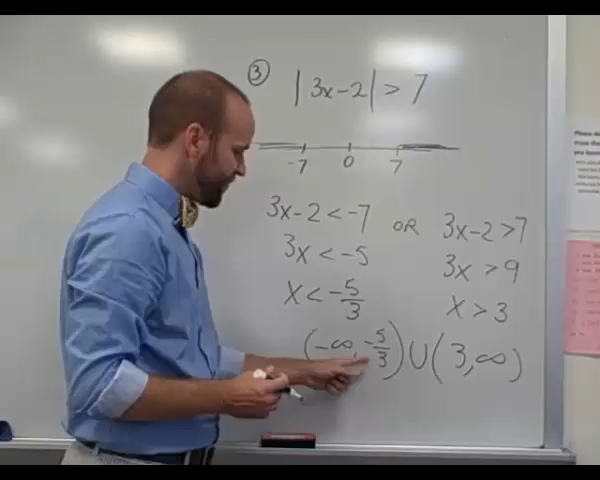 ③ |3x-2| > 7
-7 0 7
3x-2 < -7 OR 3x-2 > 7
3x < -5 3x > 9
x < -5/3 x > 3
(-∞, -5/3) ∪ (3, ∞)